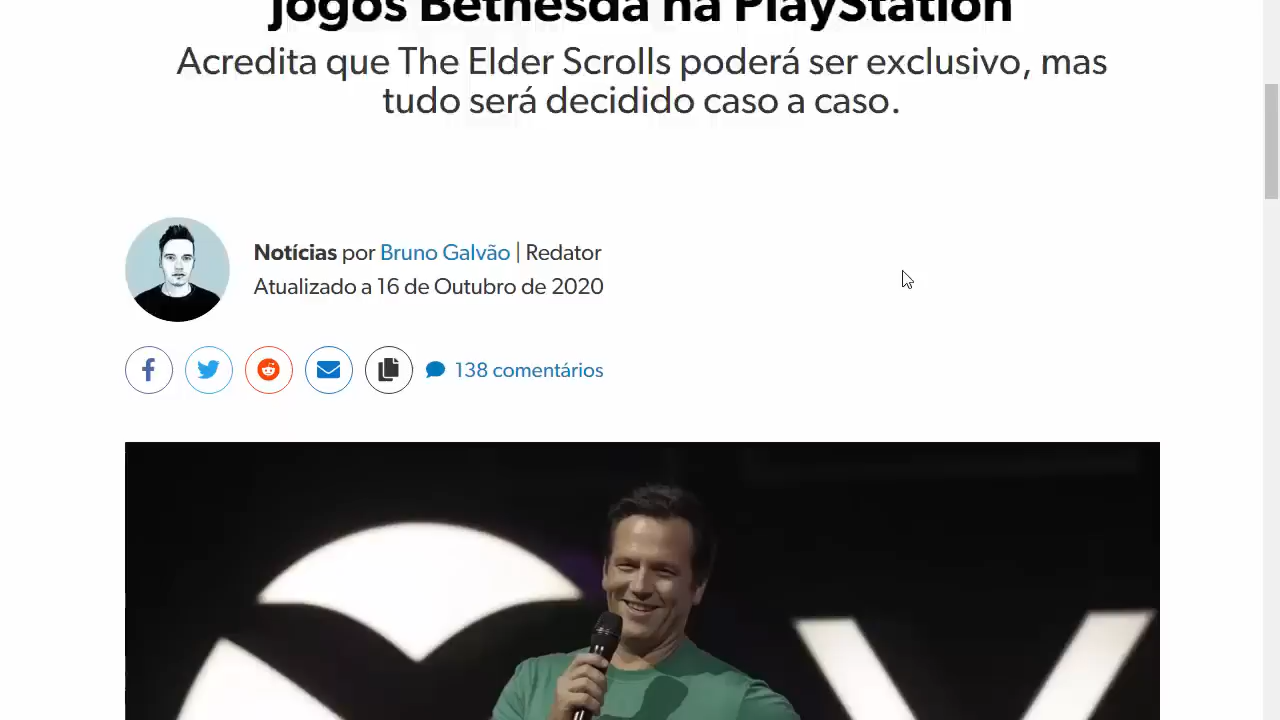 jogos Bethesda na PlayStation
Acredita que The Elder Scrolls poderá ser exclusivo, mas
tudo será decidido caso a caso.
Notícias por Bruno Galvão | Redator
Atualizado a 16 de Outubro de 2020
138 comentários